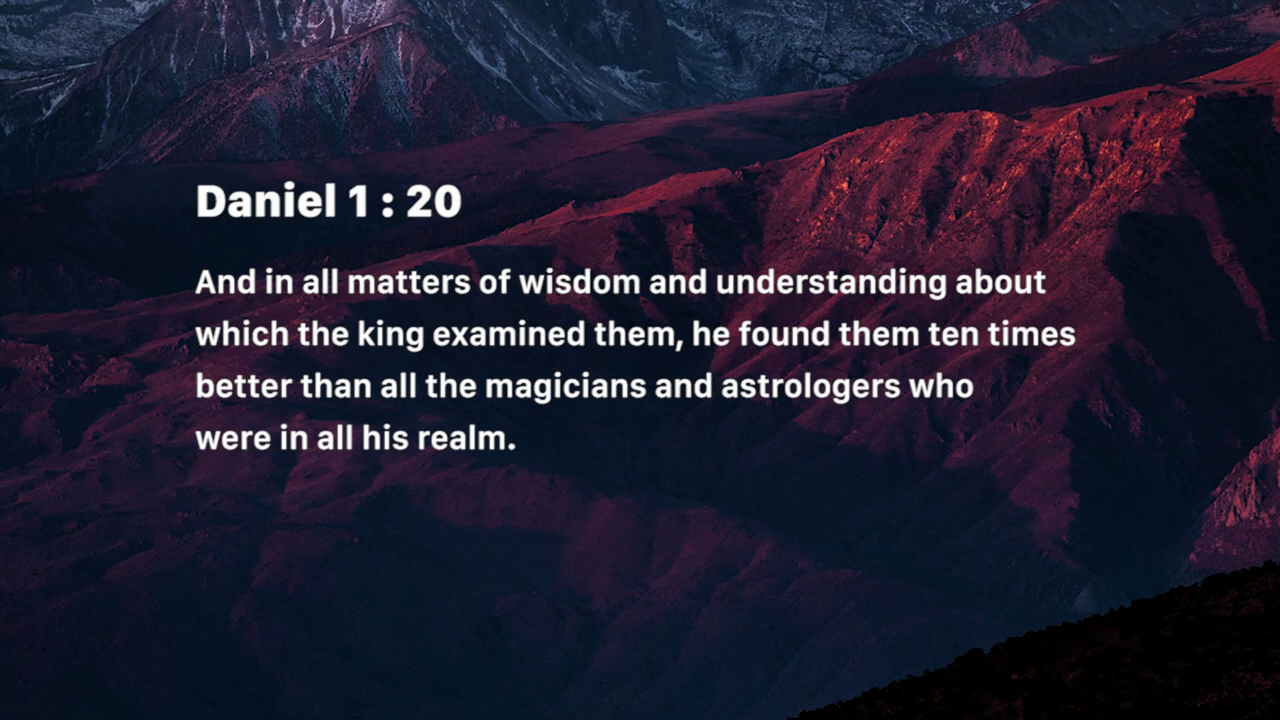 Daniel 1 : 20
And in all matters of wisdom and understanding about
which the king examined them, he found them ten times
better than all the magicians and astrologers who
were in all his realm.